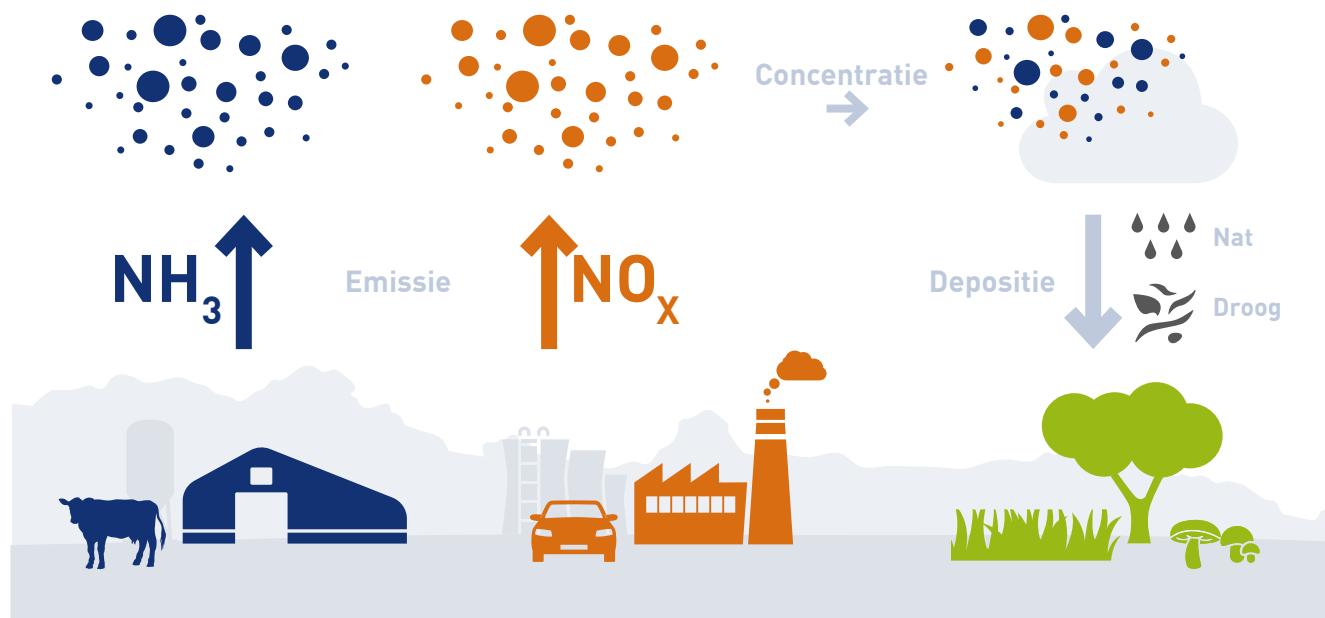 Concentratie
NH3
Emissie
NOX
Depositie
Nat
Droog